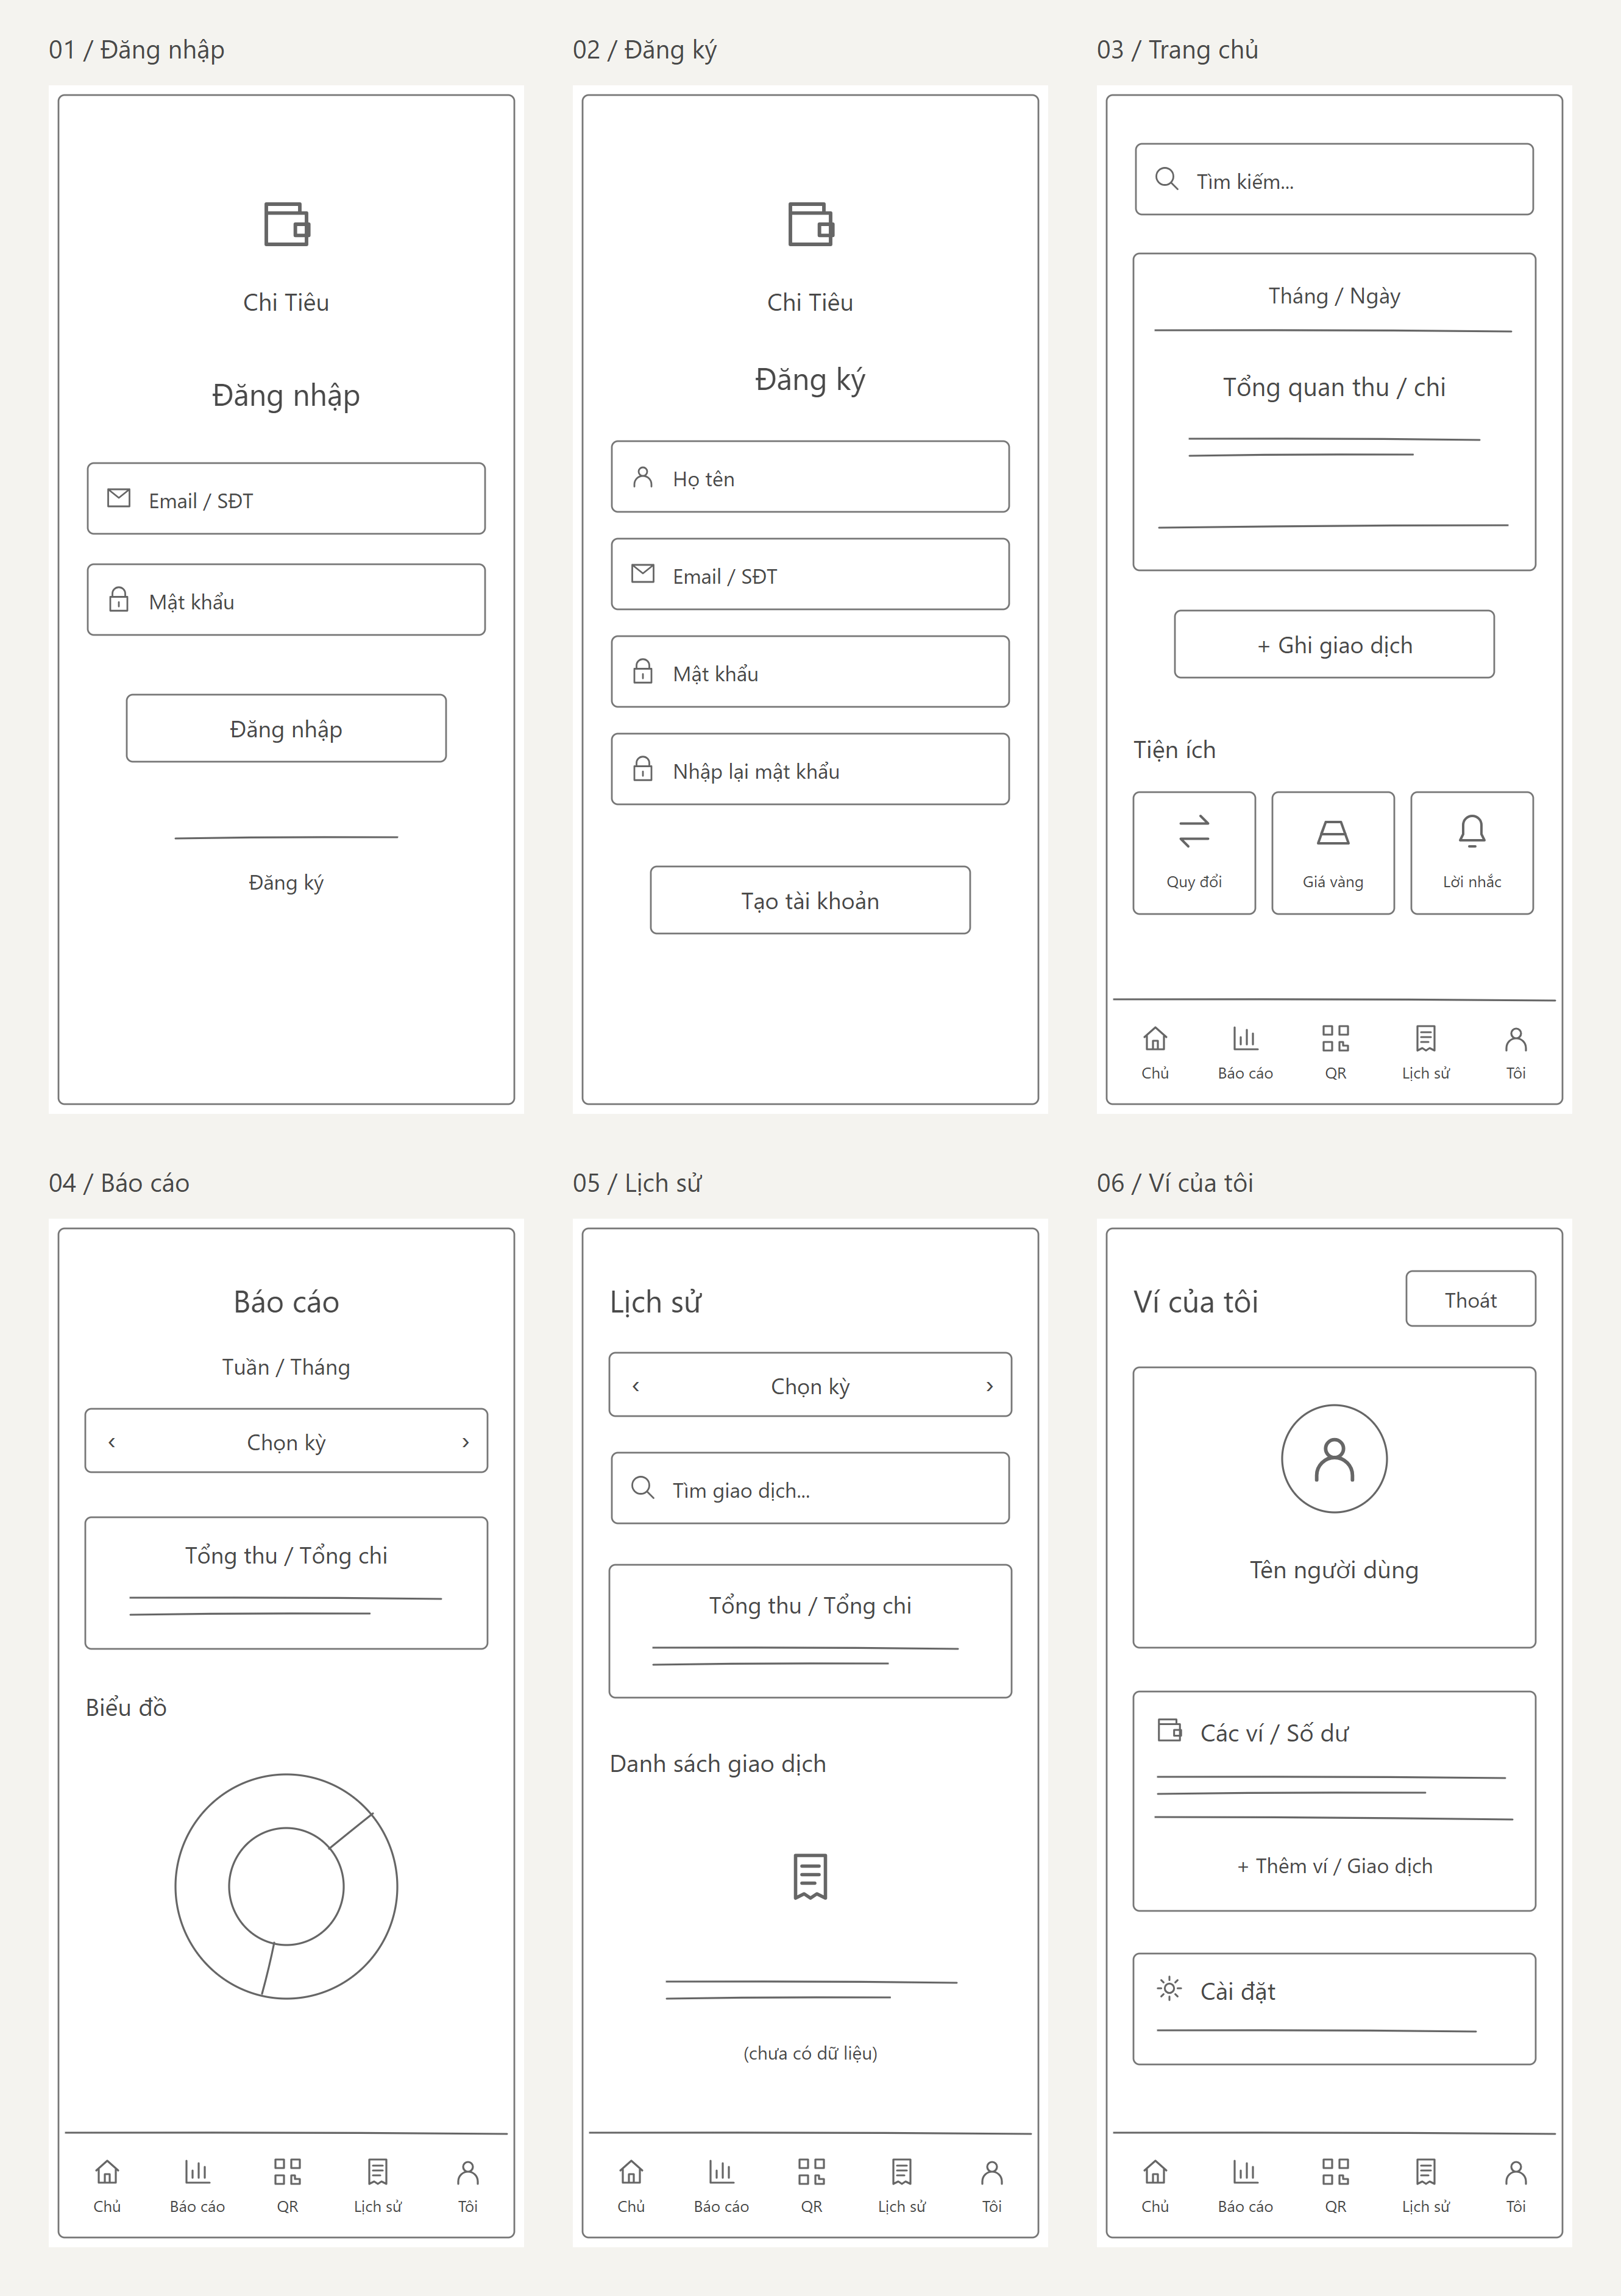 01 / Đăng nhập
Chi Tiêu
Đăng nhập
Email / SĐT
Mật khẩu
Đăng nhập
Đăng ký
02 / Đăng ký
Chi Tiêu
Đăng ký
Họ tên
Email / SĐT
Mật khẩu
Nhập lại mật khẩu
Tạo tài khoản
03 / Trang chủ
Tìm kiếm...
Tháng / Ngày
Tổng quan thu / chi
+ Ghi giao dịch
Tiện ích
Quy đổi Giá vàng Lời nhắc
Chủ Báo cáo QR Lịch sử Tôi
04 / Báo cáo
Báo cáo
Tuần / Tháng
‹ Chọn kỳ ›
Tổng thu / Tổng chi
Biểu đồ
Chủ Báo cáo QR Lịch sử Tôi
05 / Lịch sử
Lịch sử
‹ Chọn kỳ ›
Tìm giao dịch...
Tổng thu / Tổng chi
Danh sách giao dịch
(chưa có dữ liệu)
Chủ Báo cáo QR Lịch sử Tôi
06 / Ví của tôi
Ví của tôi Thoát
Tên người dùng
Các ví / Số dư
+ Thêm ví / Giao dịch
Cài đặt
Chủ Báo cáo QR Lịch sử Tôi